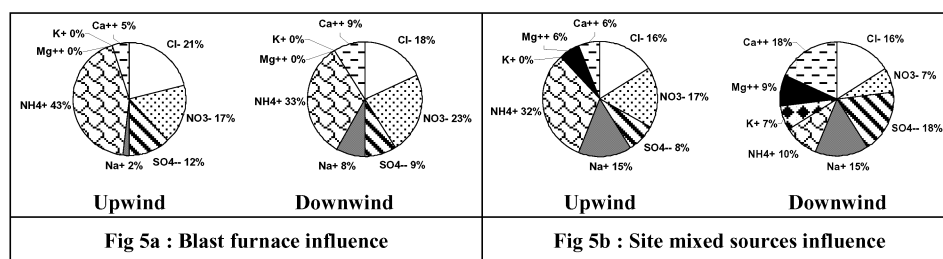 Ca++ 5%
K+ 0%
Mg++ 0%
Cl- 21%
NH4+ 43%
NO3- 17%
SO4-- 12%
Na+ 2%
Upwind
Ca++ 9%
K+ 0%
Mg++ 0%
Cl- 18%
NH4+ 33%
NO3- 23%
Na+ 8%
SO4-- 9%
Downwind
Fig 5a : Blast furnace influence
Ca++ 6%
Mg++ 6%
K+ 0%
Cl- 16%
NH4+ 32%
NO3- 17%
SO4-- 8%
Na+ 15%
Upwind
Ca++ 18%
Cl- 16%
NO3- 7%
Mg++ 9%
K+ 7%
SO4-- 18%
NH4+ 10%
Na+ 15%
Downwind
Fig 5b : Site mixed sources influence